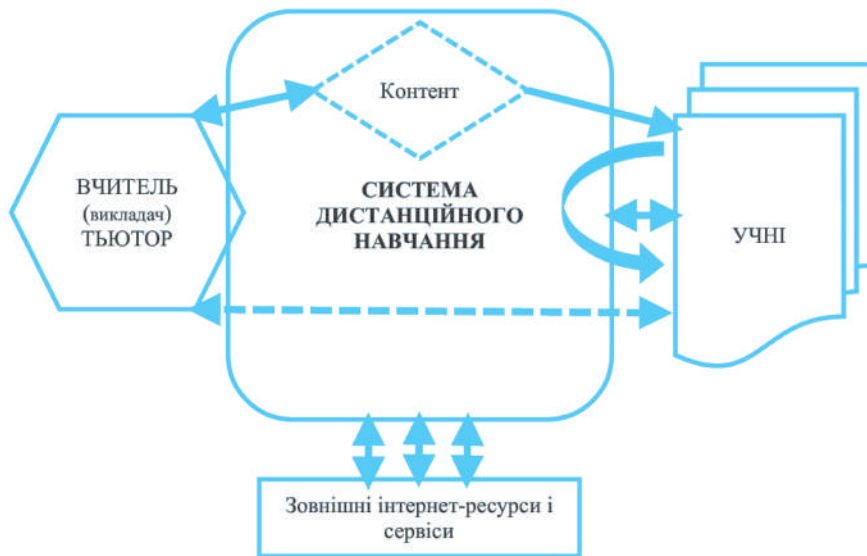 Контент
ВЧИТЕЛЬ
(викладач)
ТЬЮТОР
СИСТЕМА
ДИСТАНЦІЙНОГО
НАВЧАННЯ
УЧНІ
Зовнішні інтернет-ресурси і
сервіси